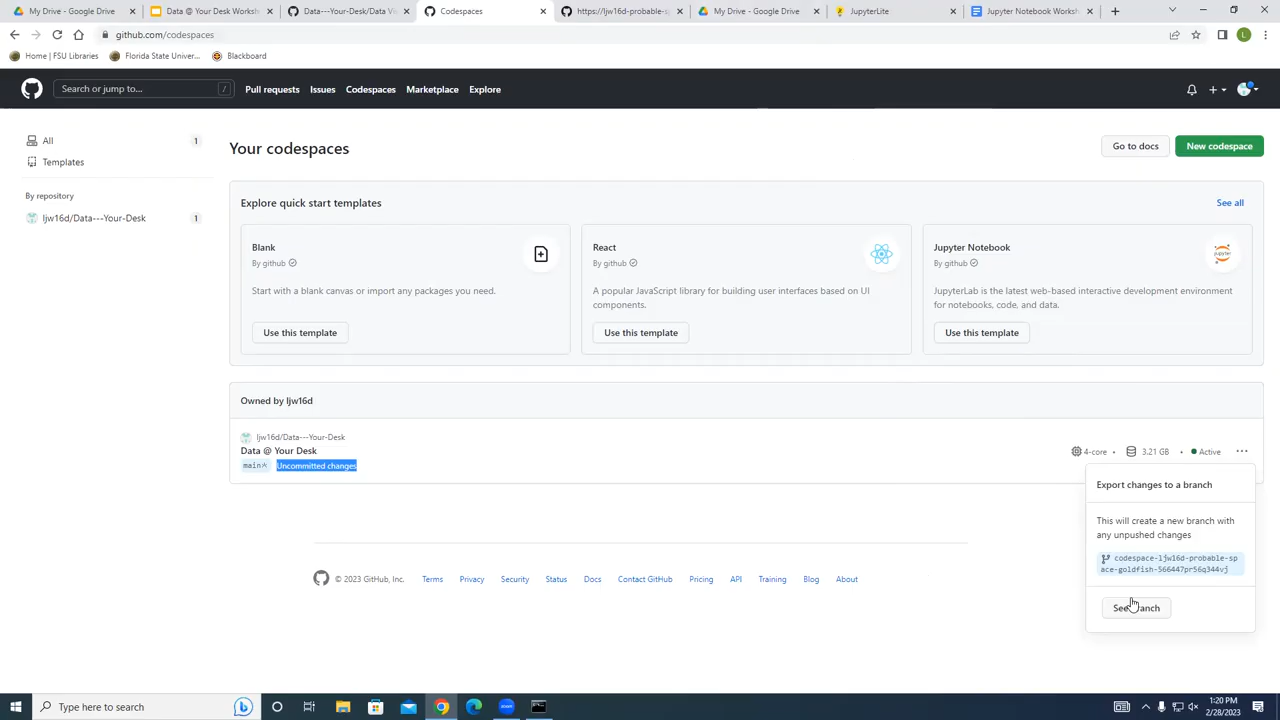 My Drive - Google Drive
Data @ Your Desk Worksh
Data---Your-Desk/Data Vi
Codespaces
https://ljw16d-probable-sp
My Drive - Google Drive
JupyterLite
Jupyter Notebook Worksh
github.com/codespaces
L
Home | FSU Libraries
Florida State Univer...
Blackboard
Search or jump to...
/
Pull requests
Issues
Codespaces
Marketplace
Explore
All
1
Templates
By repository
ljw16d/Data---Your-Desk
1
Your codespaces
Go to docs
New codespace
Explore quick start templates
See all
Blank
By github
Start with a blank canvas or import any packages you need.
Use this template
React
By github
A popular JavaScript library for building user interfaces based on UI
components.
Use this template
Jupyter Notebook
By github
JupyterLab is the latest web-based interactive development environment
for notebooks, code, and data.
Use this template
Owned by ljw16d
ljw16d/Data---Your-Desk
Data @ Your Desk
main*
Uncommitted changes
4-core
3.21 GB
Active
Export changes to a branch
This will create a new branch with
any unpushed changes
codespace-ljw16d-probable-sp
ace-goldfish-566447pr56q344vj
See branch
© 2023 GitHub, Inc.
Terms
Privacy
Security
Status
Docs
Contact GitHub
Pricing
API
Training
Blog
About
Type here to search
zoom
1:20 PM
2/28/2023